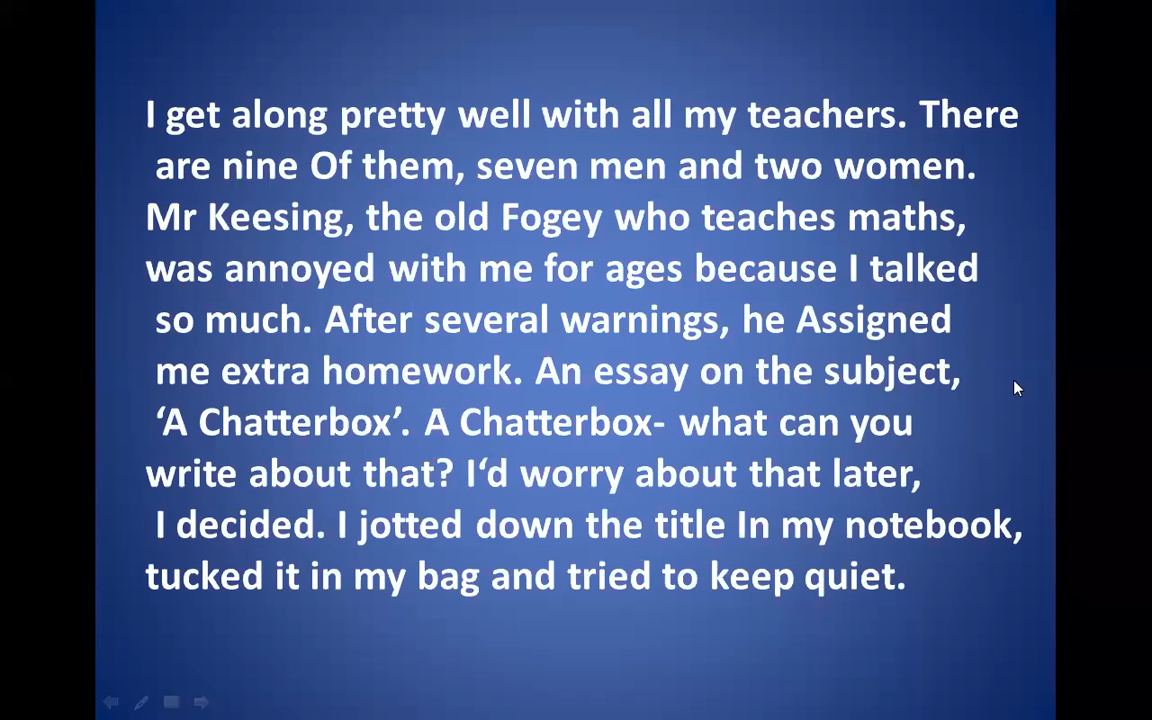 I get along pretty well with all my teachers. There
are nine Of them, seven men and two women.
Mr Keesing, the old Fogey who teaches maths,
was annoyed with me for ages because I talked
so much. After several warnings, he Assigned
me extra homework. An essay on the subject,
‘A Chatterbox’. A Chatterbox- what can you
write about that? I‘d worry about that later,
I decided. I jotted down the title In my notebook,
tucked it in my bag and tried to keep quiet.